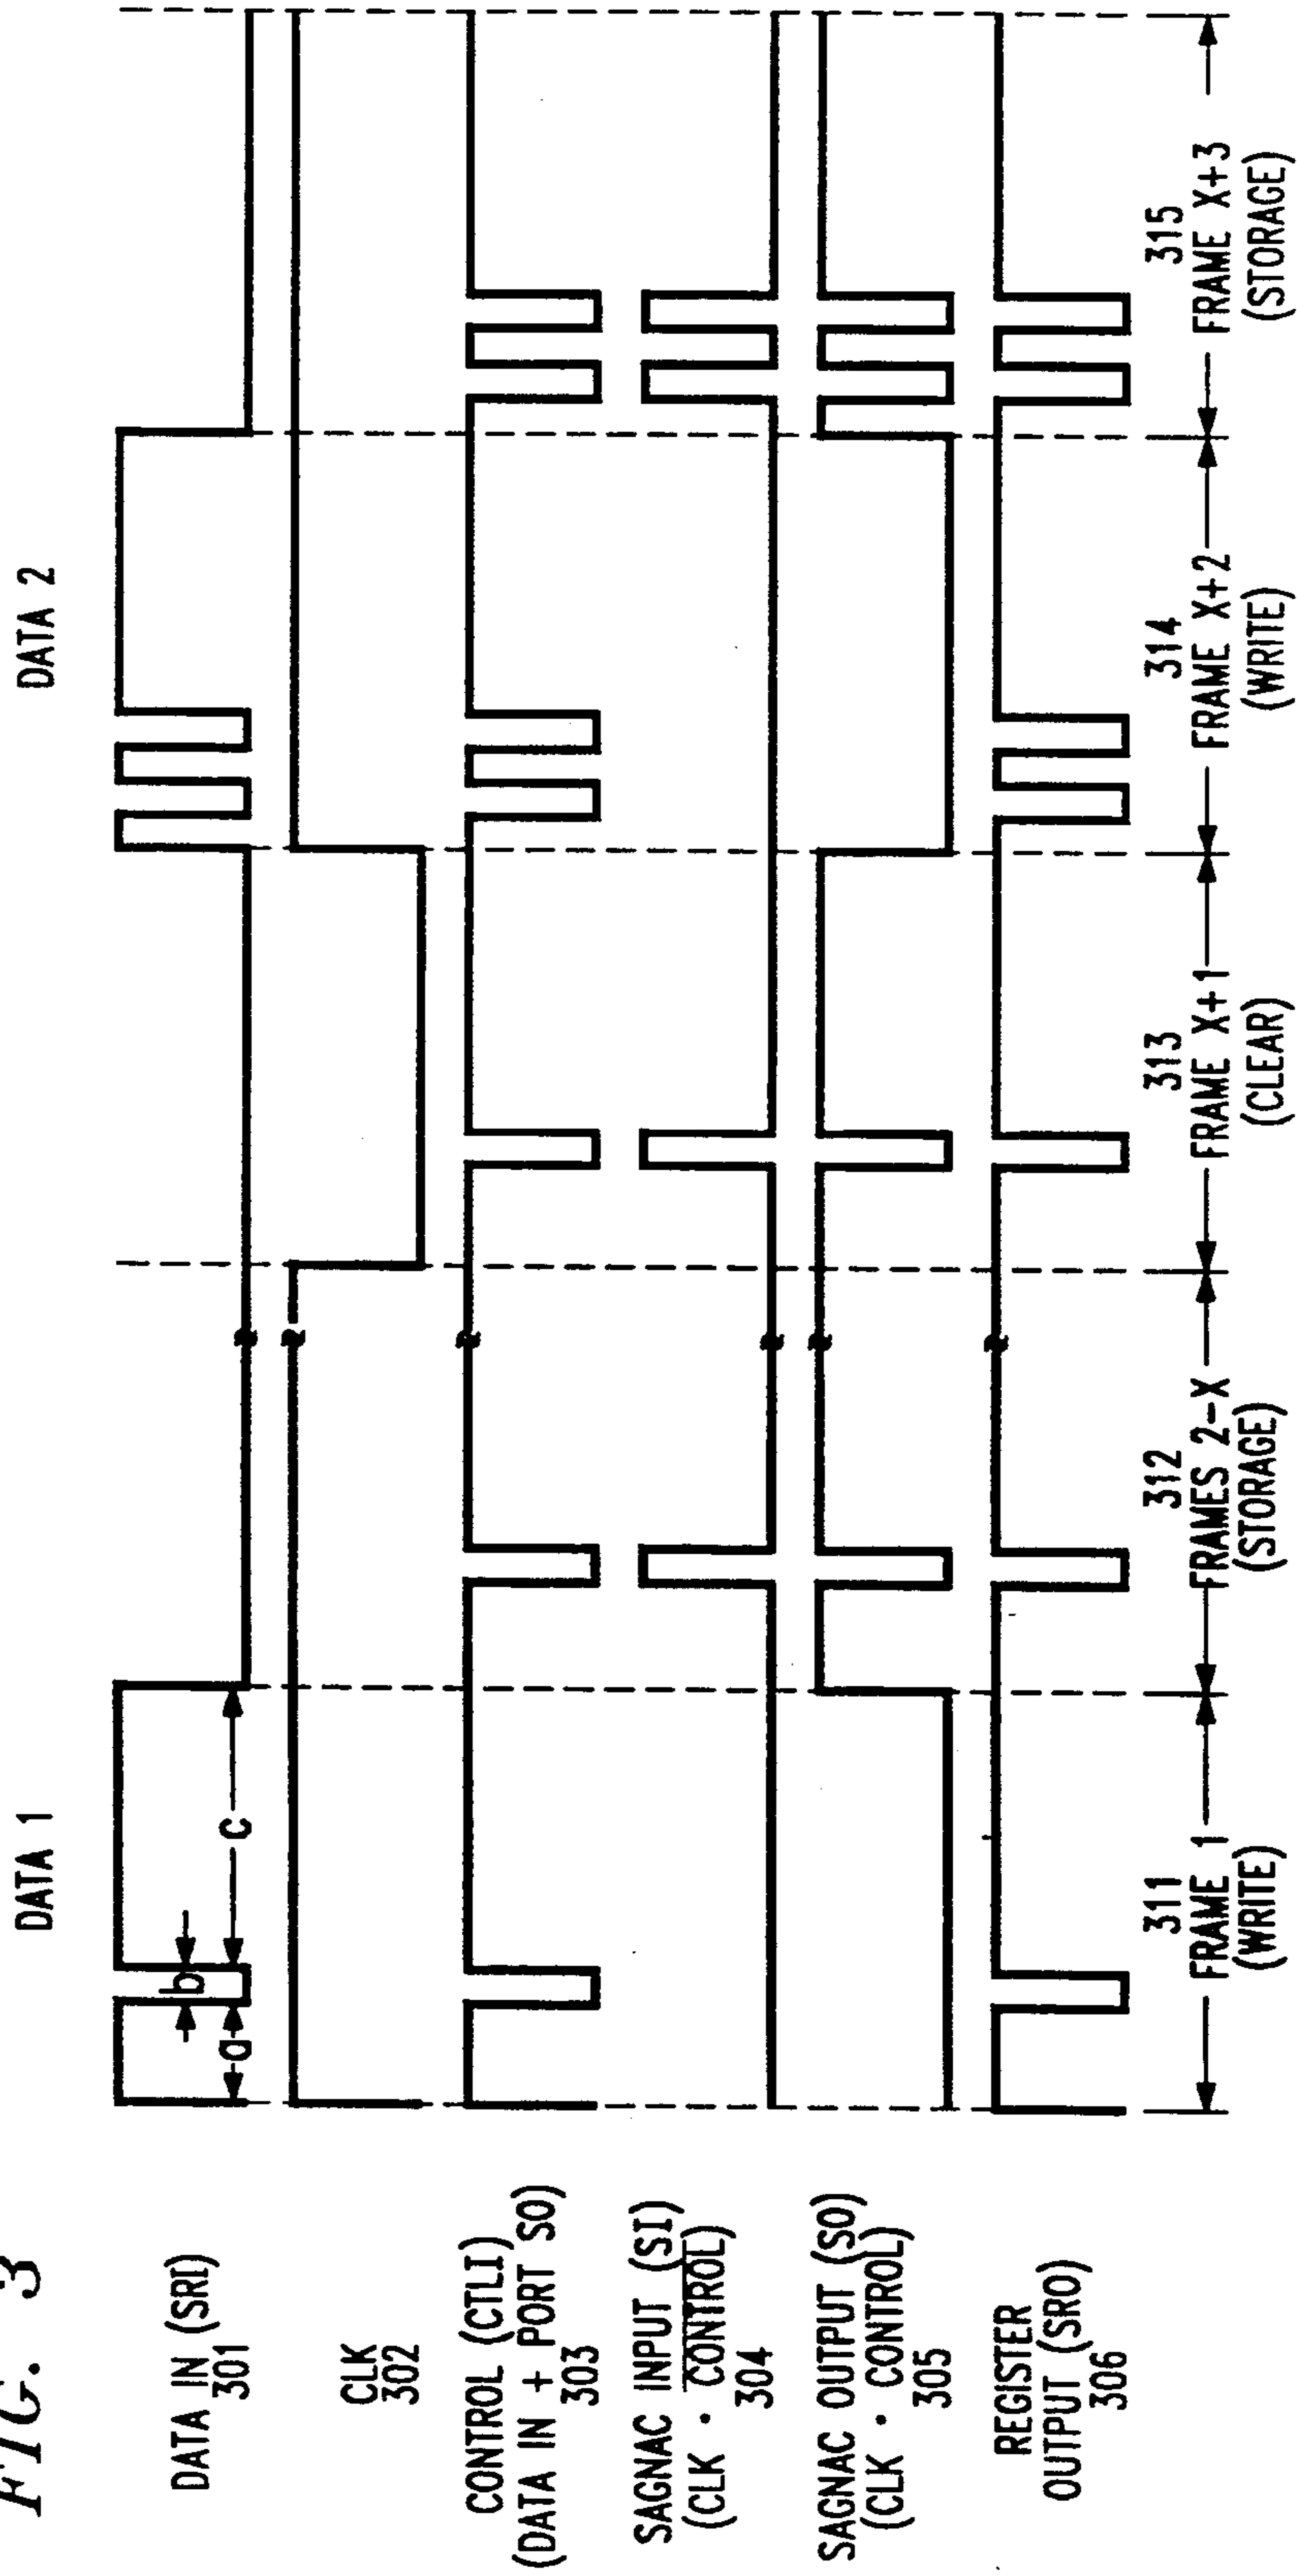 FIG. 3
DATA 1
DATA 2
DATA IN (SRI)
301
a
b
c
CLK
302
CONTROL (CTLI)
(DATA IN + PORT SO)
303
SAGNAC INPUT (SI)
(CLK · C̅O̅N̅T̅R̅O̅L̅)
304
SAGNAC OUTPUT (SO)
(CLK · CONTROL)
305
REGISTER
OUTPUT (SRO)
306
311
FRAME 1
(WRITE)
312
FRAMES 2-X
(STORAGE)
313
FRAME X+1
(CLEAR)
314
FRAME X+2
(WRITE)
315
FRAME X+3
(STORAGE)